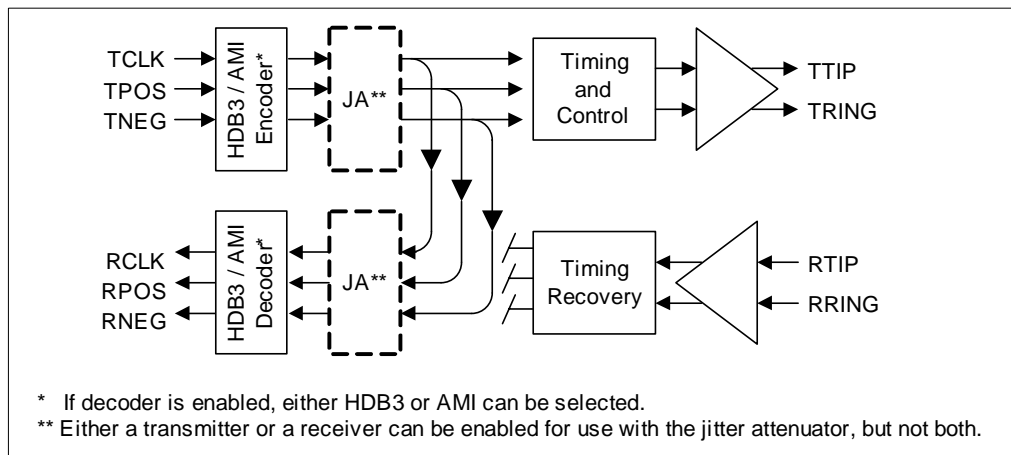 TCLK
TPOS
TNEG
HDB3 / AMI
Encoder*
JA**
Timing
and
Control
TTIP
TRING
RCLK
RPOS
RNEG
HDB3 / AMI
Decoder*
JA**
Timing
Recovery
RTIP
RRING
* If decoder is enabled, either HDB3 or AMI can be selected.
** Either a transmitter or a receiver can be enabled for use with the jitter attenuator, but not both.